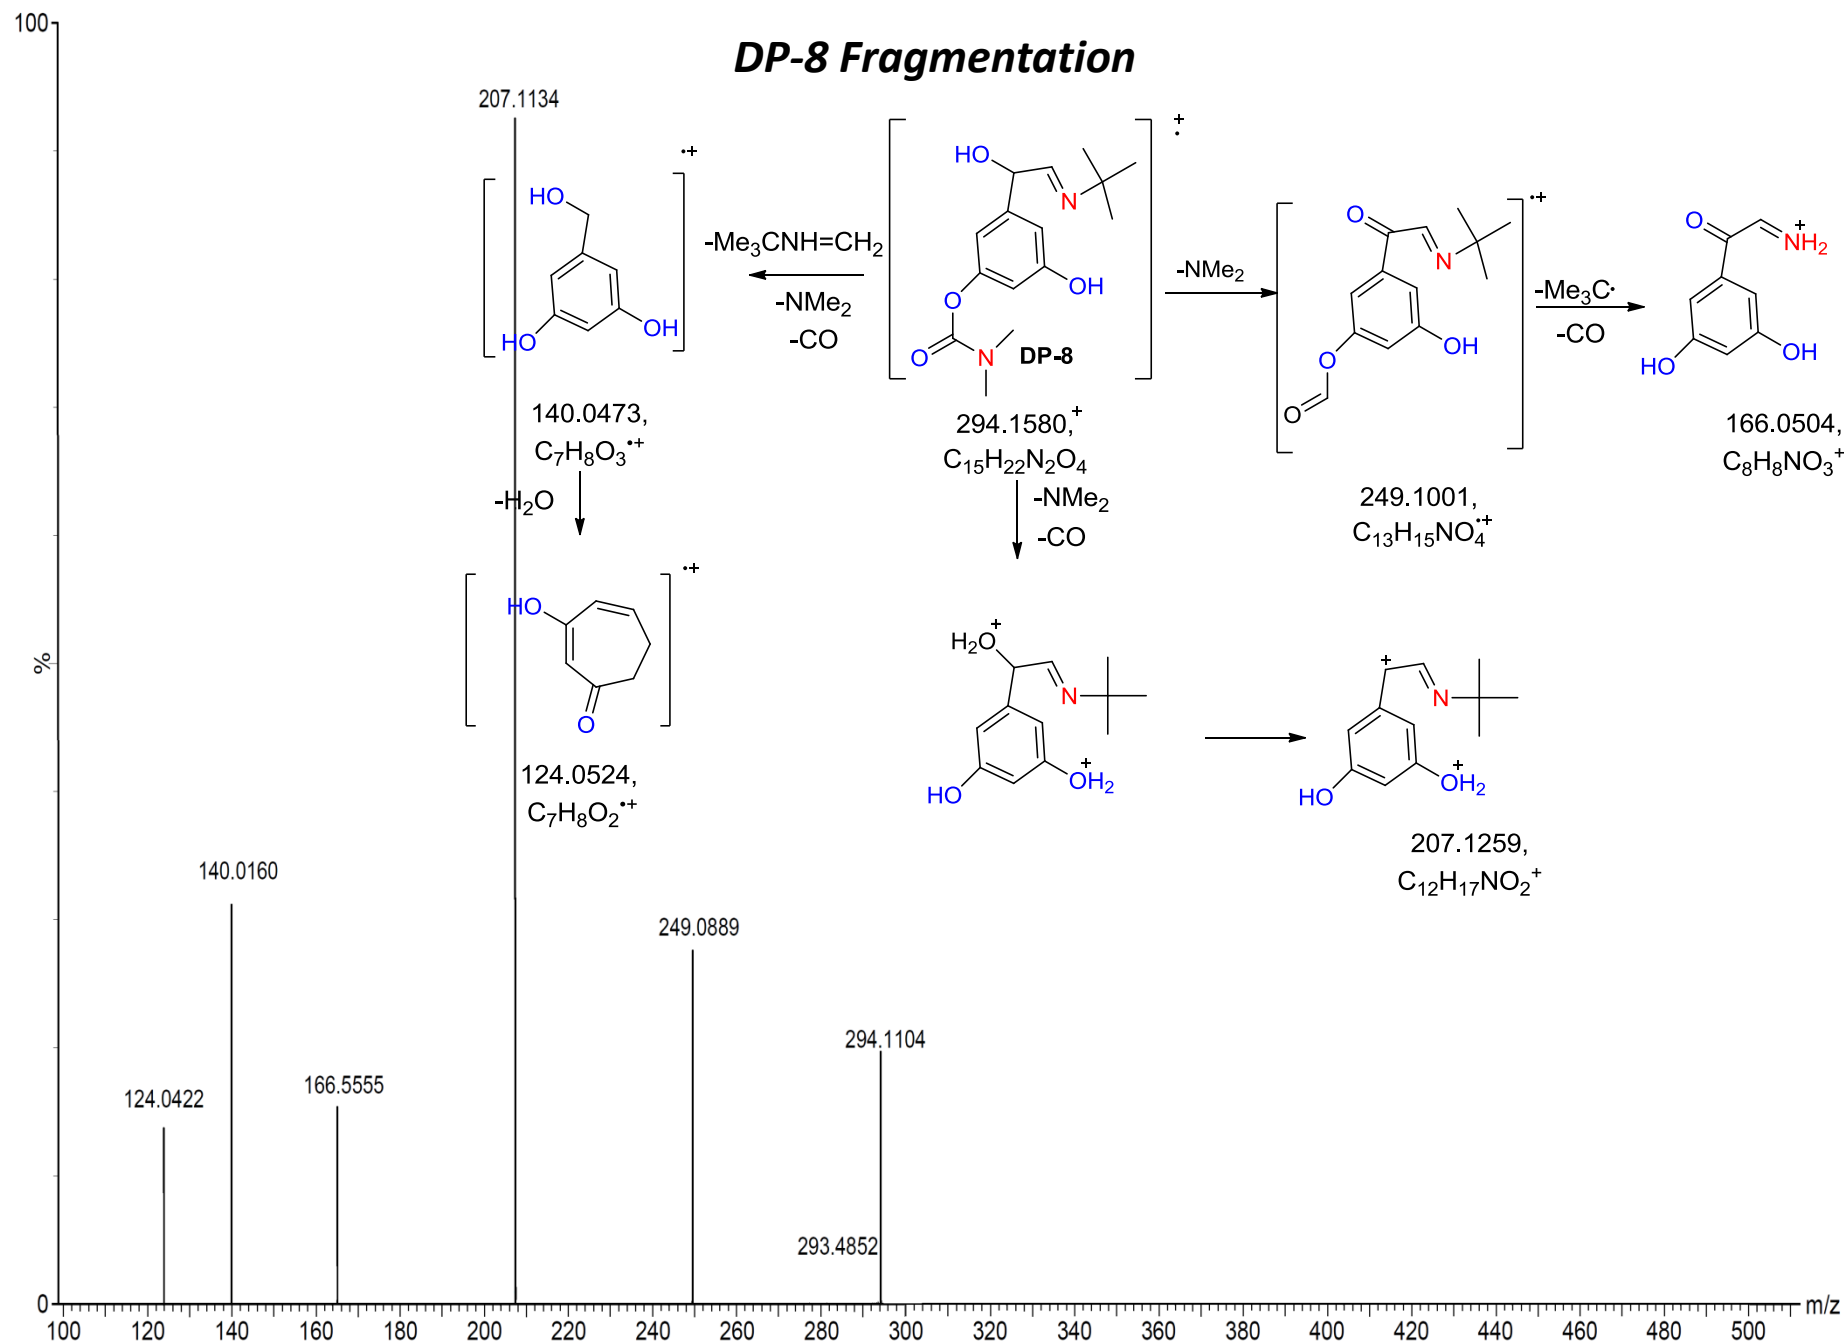 DP-8 Fragmentation
100
%
0
207.1134
140.0160
124.0422
166.5555
249.0889
294.1104
293.4852
•+
HO
HO
OH
140.0473,
C7H8O3•+
-H2O
•+
HO
O
124.0524,
C7H8O2•+
-Me3CNH=CH2
-NMe2
-CO
+•
HO
N
OH
O
O
N
DP-8
294.1580,+
C15H22N2O4
-NMe2
-CO
-NMe2
•+
O
N
OH
O
O
249.1001,
C13H15NO4•+
-Me3C•
-CO
O
+
NH2
HO
OH
166.0504,
C8H8NO3+
+
H2O
N
+
HO
OH2
+
N
+
HO
OH2
207.1259,
C12H17NO2+
100 120 140 160 180 200 220 240 260 280 300 320 340 360 380 400 420 440 460 480 500
m/z